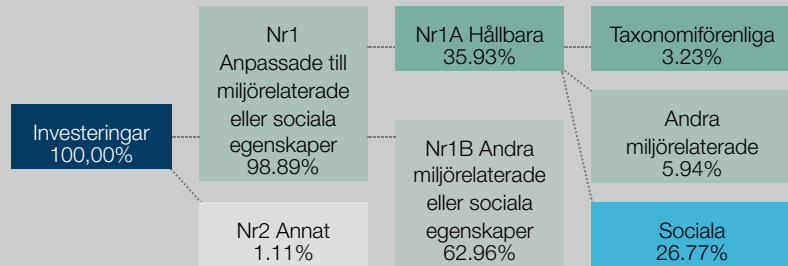 Investeringar
100,00%
Nr1
Anpassade till
miljörelaterade
eller sociala
egenskaper
98.89%
Nr2 Annat
1.11%
Nr1A Hållbara
35.93%
Nr1B Andra
miljörelaterade
eller sociala
egenskaper
62.96%
Taxonomiförenliga
3.23%
Andra
miljörelaterade
5.94%
Sociala
26.77%